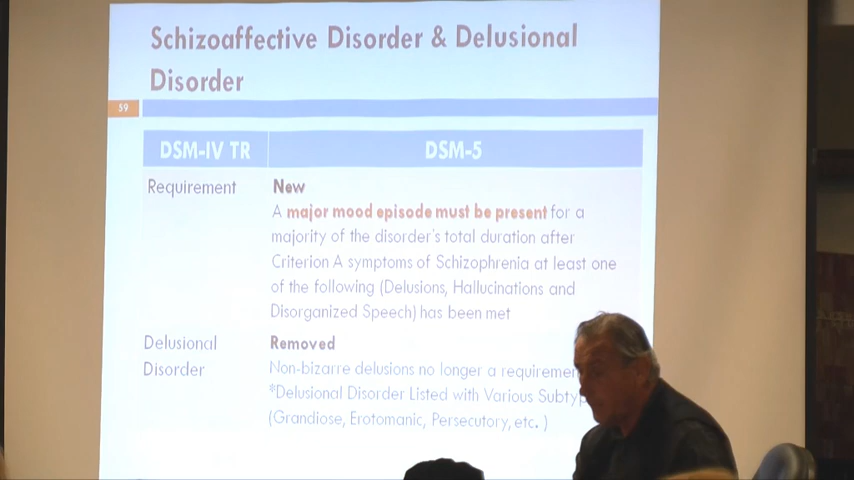 Schizoaffective Disorder & Delusional
Disorder
59
DSM-IV TR
DSM-5
Requirement
New
A major mood episode must be present for a
majority of the disorder's total duration after
Criterion A symptoms of Schizophrenia at least one
of the following (Delusions, Hallucinations and
Disorganized Speech) has been met
Delusional
Disorder
Removed
Non-bizarre delusions no longer a
*Delusional Disorder Listed with Various
(Grandiose, Erotomanic, Persecutory, etc. )